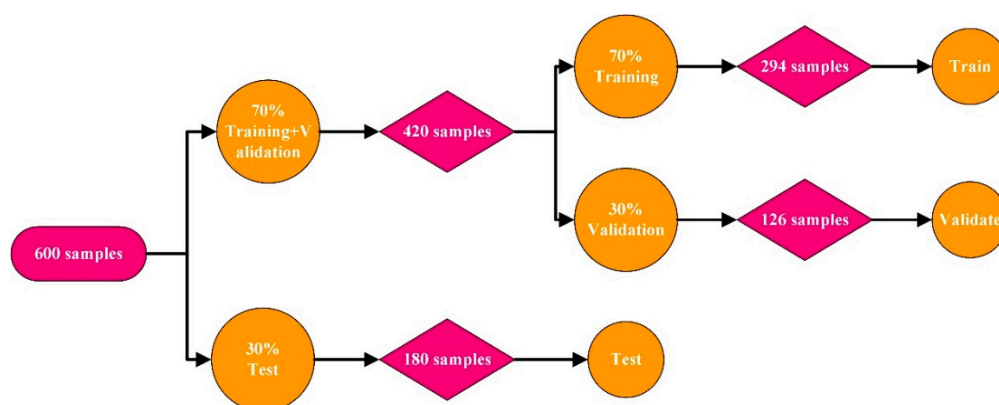 600 samples
70%
Training+V
alidation
420 samples
70%
Training
294 samples
Train
30%
Validation
126 samples
Validate
30%
Test
180 samples
Test